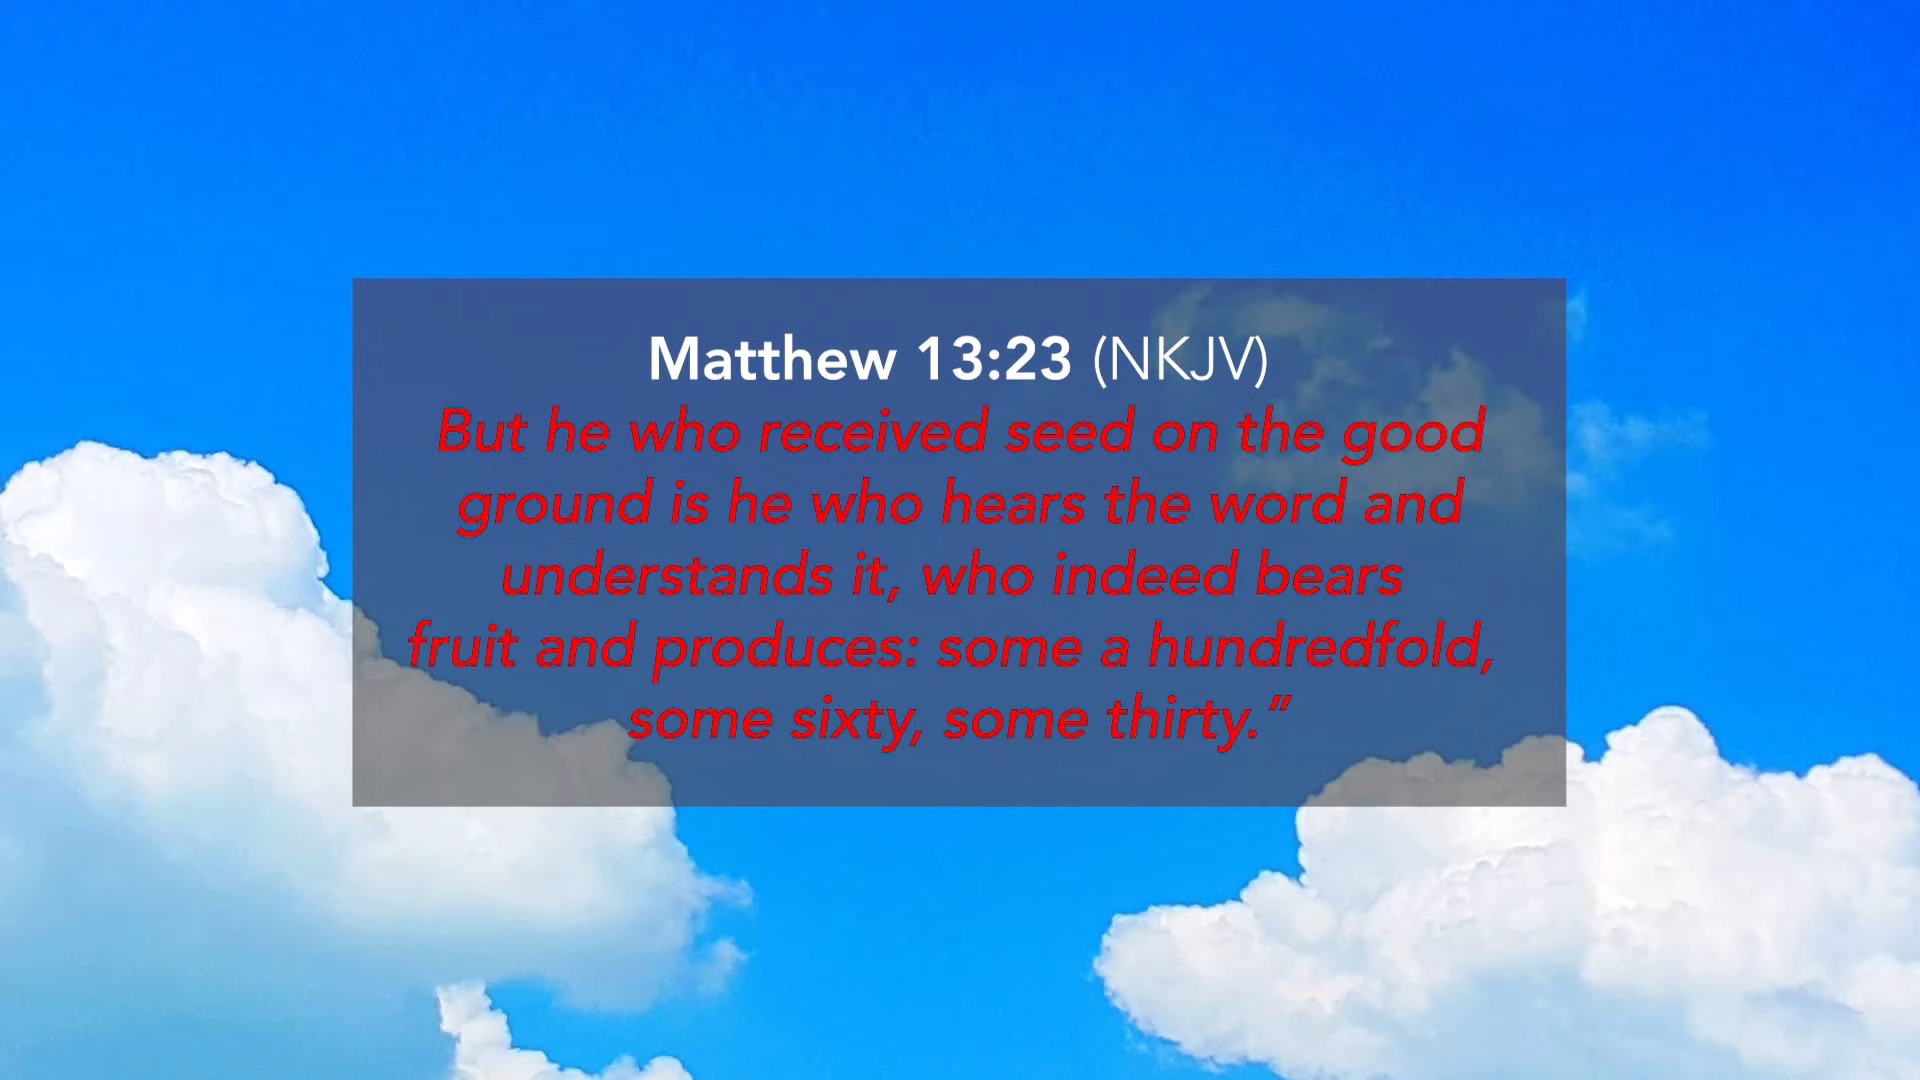 Matthew 13:23 (NKJV)
But he who received seed on the good
ground is he who hears the word and
understands it, who indeed bears
fruit and produces: some a hundredfold,
some sixty, some thirty.”